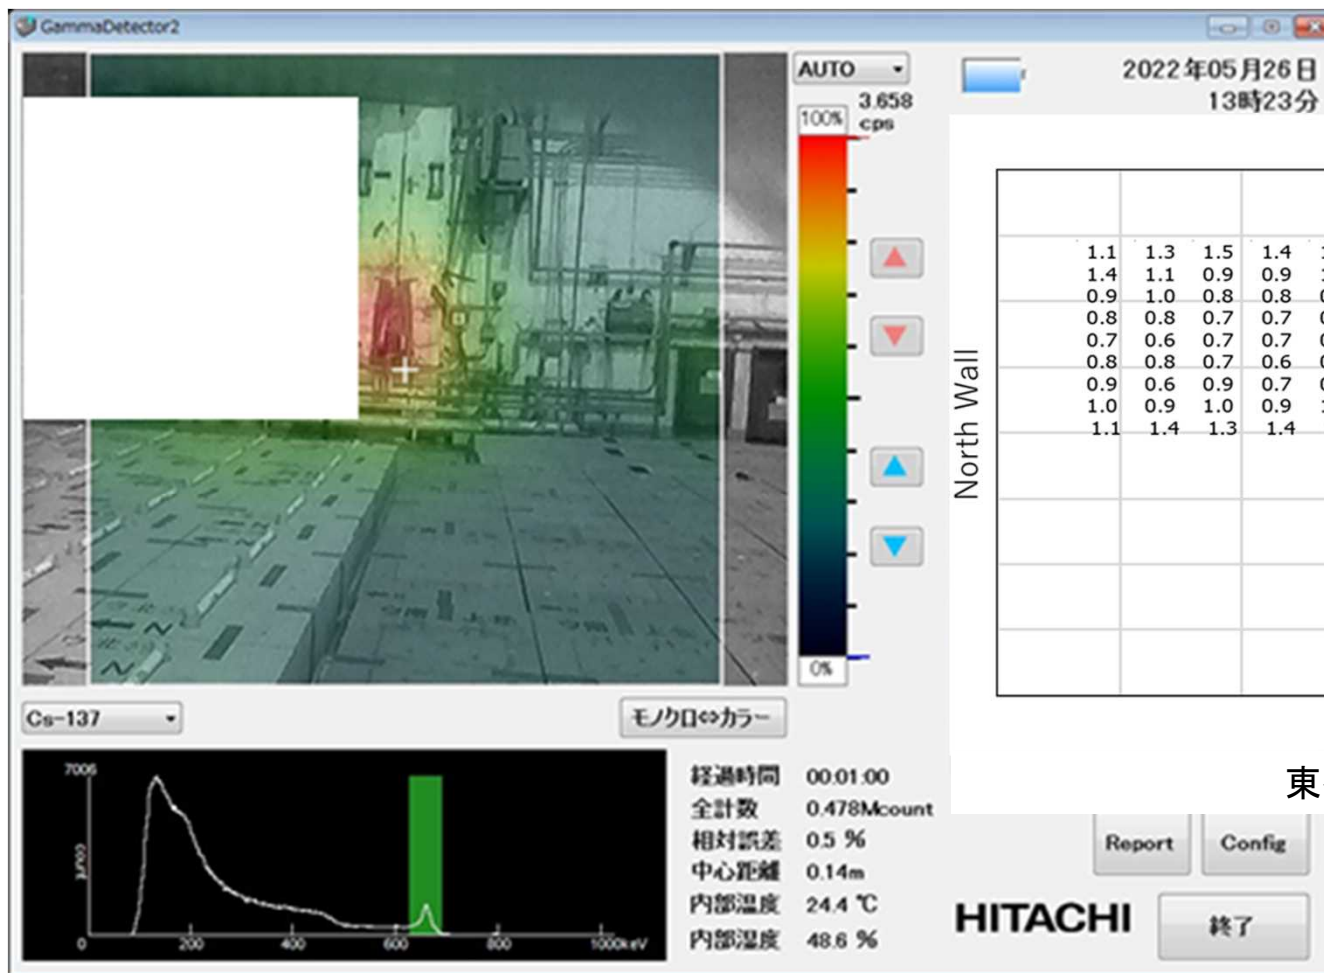 GammaDetector2
AUTO
3.658
cps
100%
0%
2022年05月26日
13時23分
1.1 1.3 1.5 1.4
1.4 1.1 0.9 0.9
0.9 1.0 0.8 0.8
0.8 0.8 0.7 0.7
0.7 0.6 0.7 0.7
0.8 0.8 0.7 0.6
0.9 0.6 0.9 0.7
1.0 0.9 1.0 0.9
1.1 1.4 1.3 1.4
North Wall
東
Cs-137
モノクロ⇔カラー
7006
count
0 200 400 600 800 1000keV
経過時間 00:01:00
全計数 0.478Mcount
相対誤差 0.5 %
中心距離 0.14m
内部温度 24.4 ℃
内部湿度 48.6 %
Report Config
HITACHI
終了